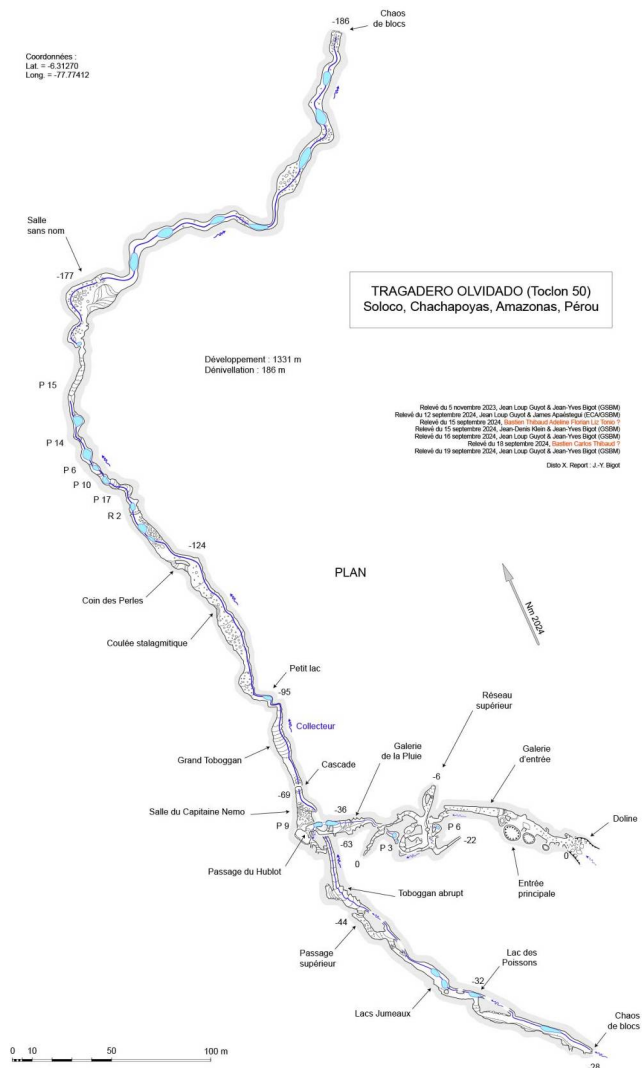 -186
Chaos
de blocs
Coordonnées :
Lat. = -6.31270
Long. = -77.77412
Salle
sans nom
-177
TRAGADERO OLVIDADO (Toclon 50)
Soloco, Chachapoyas, Amazonas, Pérou
Développement : 1331 m
Dénivellation : 186 m
P 15
Relevé du 5 novembre 2023, Jean Loup Guyot & Jean-Yves Bigot (GSBM)
Relevé du 12 septembre 2024, Jean Loup Guyot & James Apaéstegui (ECA/GSBM)
Relevé du 15 septembre 2024, Bastien Thibaud Adeline Florian Liz Tonio ?
Relevé du 15 septembre 2024, Jean-Denis Klein & Jean-Yves Bigot (GSBM)
Relevé du 16 septembre 2024, Jean Loup Guyot & Jean-Yves Bigot (GSBM)
Relevé du 18 septembre 2024, Bastien Carlos Thibaud ?
Relevé du 19 septembre 2024, Jean Loup Guyot & Jean-Yves Bigot (GSBM)
Disto X. Report : J.-Y. Bigot
P 14
P 6
P 10
P 17
R 2
-124
PLAN
Nm 2024
Coin des Perles
Coulée stalagmitique
Petit lac
-95
Collecteur
Réseau
supérieur
Grand Toboggan
Galerie
de la Pluie
Galerie
d'entrée
-6
Cascade
-69
Salle du Capitaine Nemo
-36
P 9
P 3
P 6
-22
Doline
-63
0
0
Passage du Hublot
Entrée
principale
Toboggan abrupt
-44
Passage
supérieur
Lac des
Poissons
-32
Lacs Jumeaux
Chaos
de blocs
-28
0 10 50 100 m